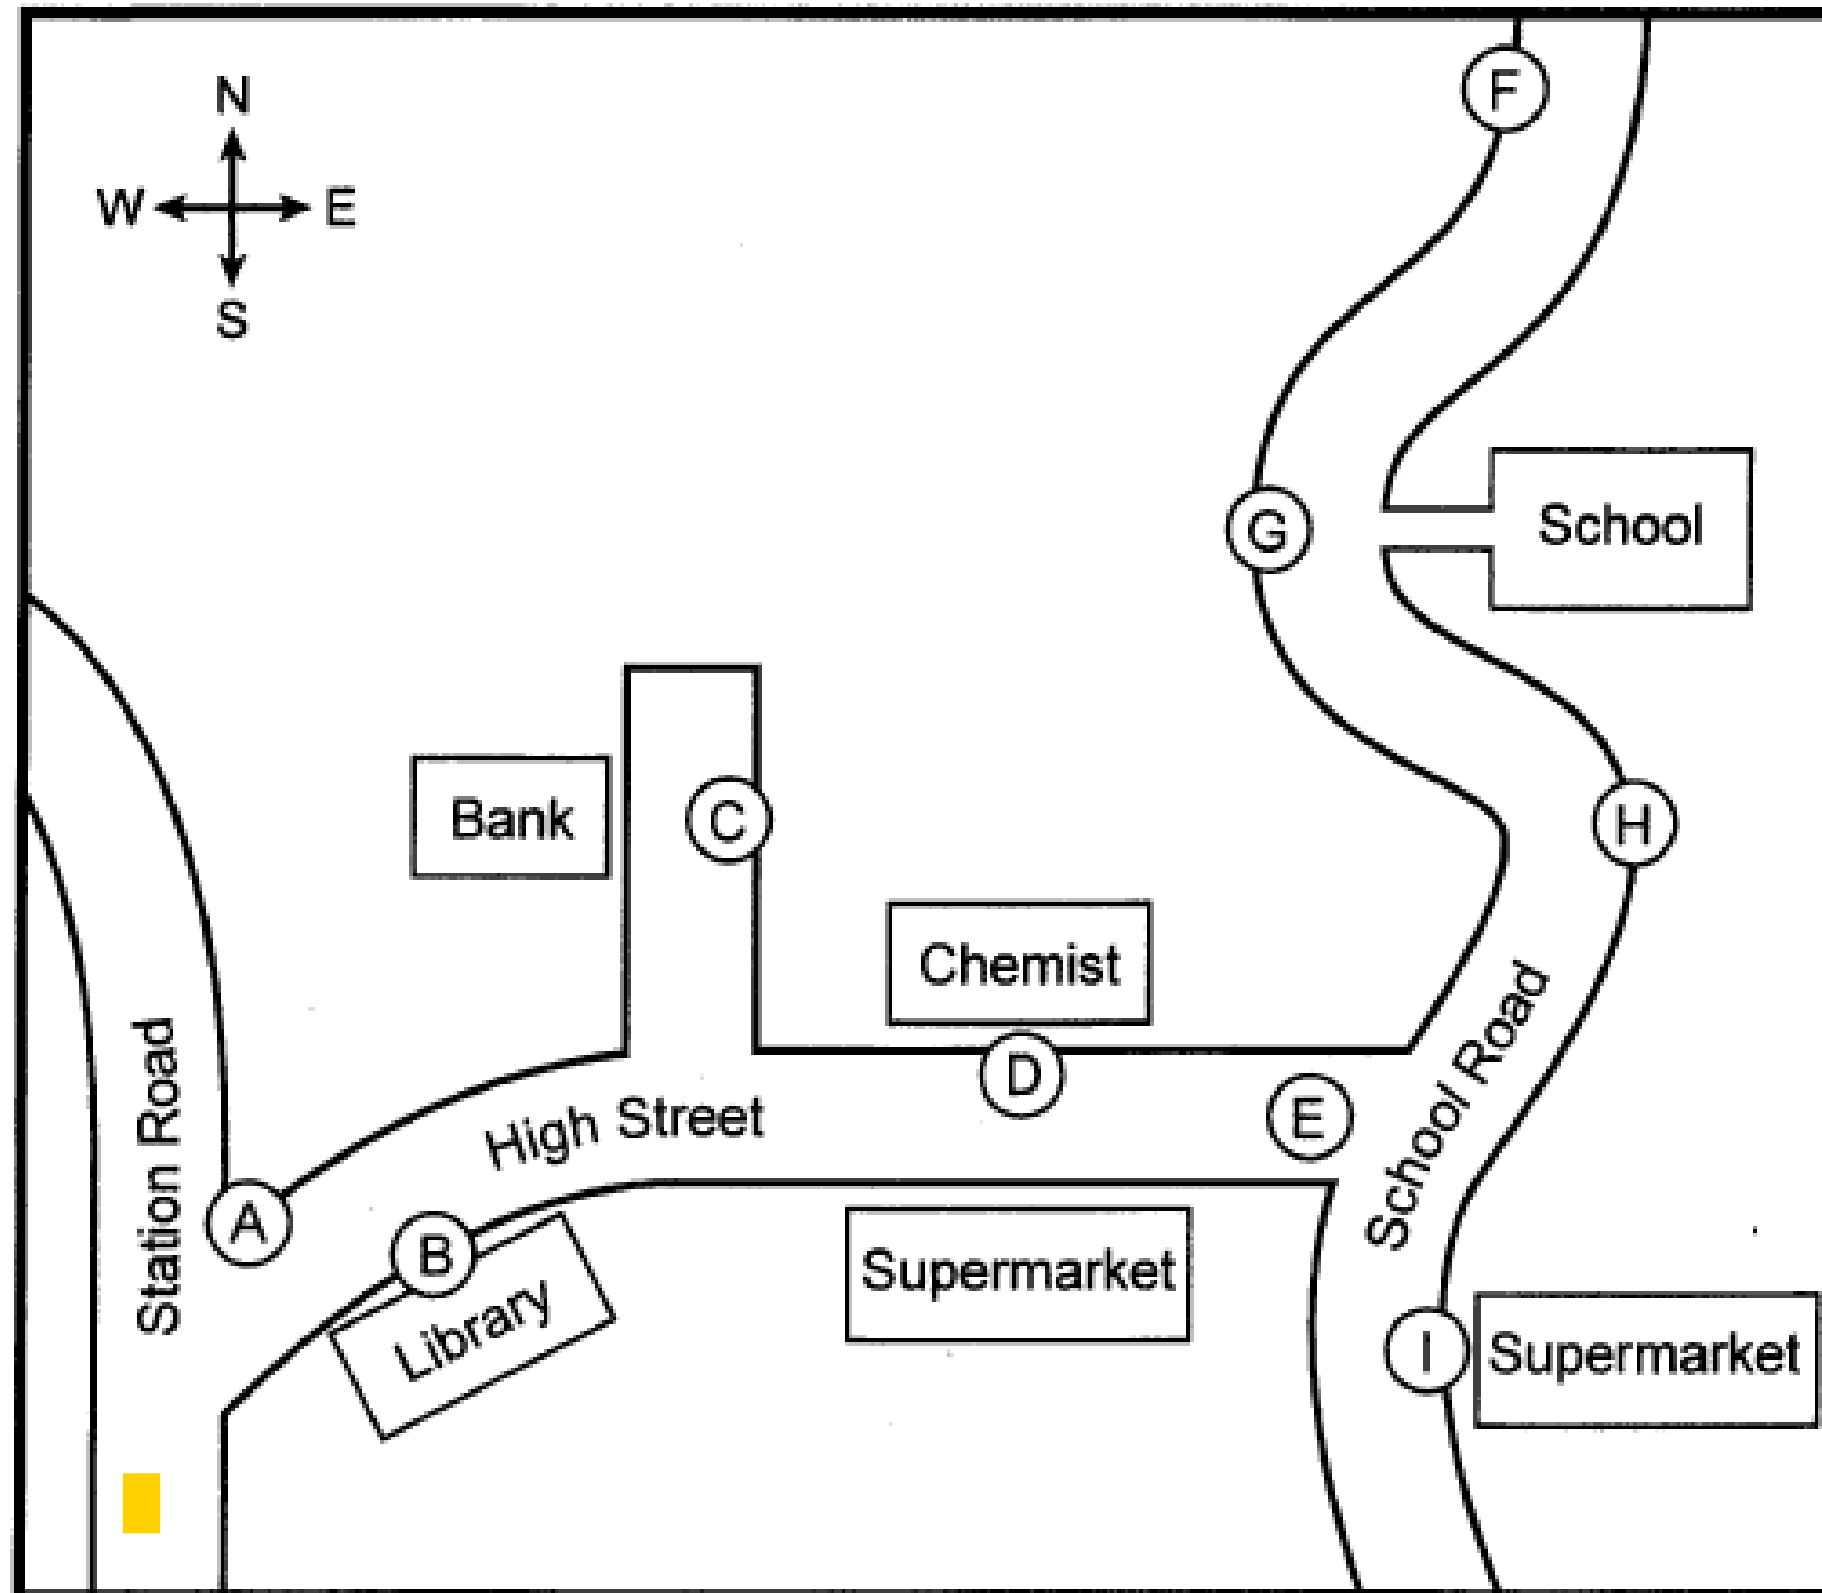 N
W E
S
F
School
G
Bank
C
H
Chemist
D
E
High Street
School Road
Station Road
A
B
Library
Supermarket
I
Supermarket